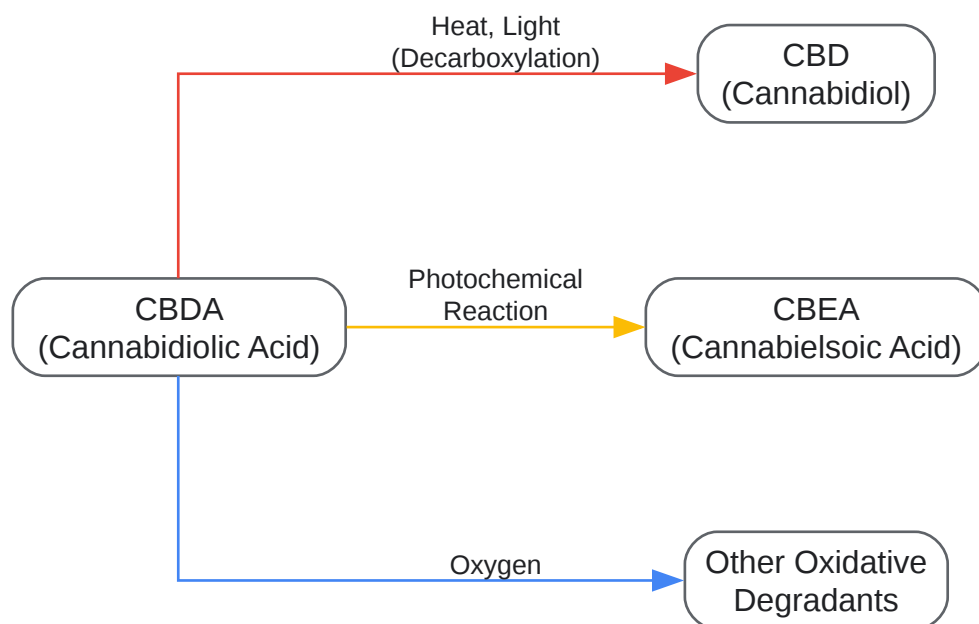 Heat, Light
(Decarboxylation)
CBD
(Cannabidiol)
CBDA
(Cannabidiolic Acid)
Photochemical
Reaction
CBEA
(Cannabielsoic Acid)
Oxygen
Other Oxidative
Degradants